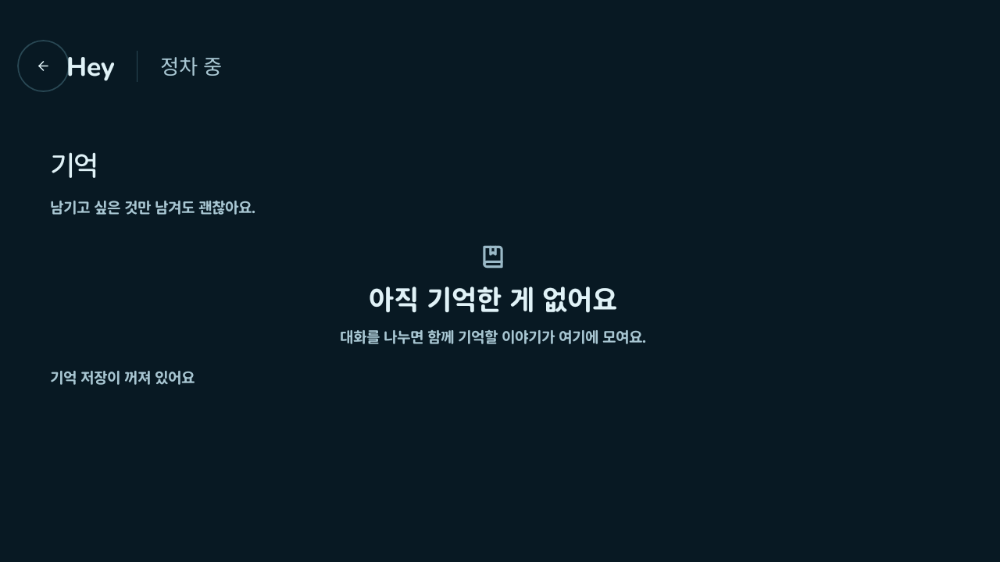 Hey
정차 중
기억
남기고 싶은 것만 남겨도 괜찮아요.
아직 기억한 게 없어요
대화를 나누면 함께 기억할 이야기가 여기에 모여요.
기억 저장이 꺼져 있어요